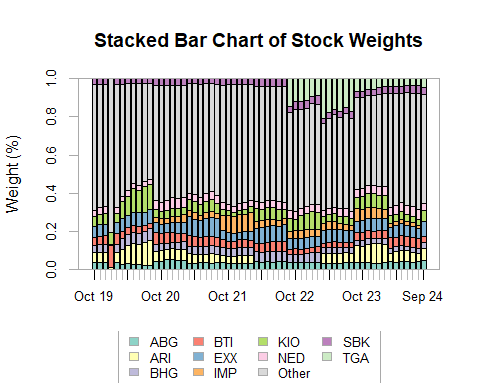 Stacked Bar Chart of Stock Weights
Weight (%)
1.0
0.8
0.6
0.4
0.2
0.0
Oct 19 Oct 20 Oct 21 Oct 22 Oct 23 Sep 24
ABG BTI KIO SBK
ARI EXX NED TGA
BHG IMP Other